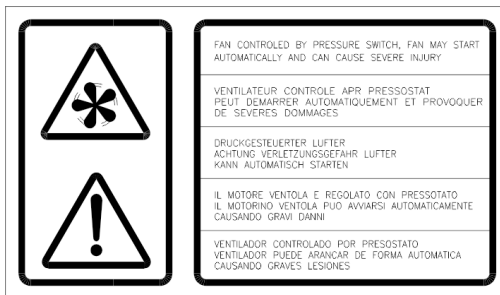 FAN CONTROLED BY PRESSURE SWITCH, FAN MAY START
AUTOMATICALLY AND CAN CAUSE SEVERE INJURY
VENTILATEUR CONTROLE APR PRESSOSTAT
PEUT DEMARRER AUTOMATIQUEMENT ET PROVOQUER
DE SEVERES DOMMAGES
DRUCKGESTEUERTER LUFTER
ACHTUNG VERLETZUNGSGEFAHR LUFTER
KANN AUTOMATISCH STARTEN
IL MOTORE VENTOLA E REGOLATO CON PRESSOTATO
IL MOTORINO VENTOLA PUO AVVIARSI AUTOMATICAMENTE
CAUSANDO GRAVI DANNI
VENTILADOR CONTROLADO POR PRESOSTATO
VENTILADOR PUEDE ARANCAR DE FORMA AUTOMATICA
CAUSANDO GRAVES LESIONES